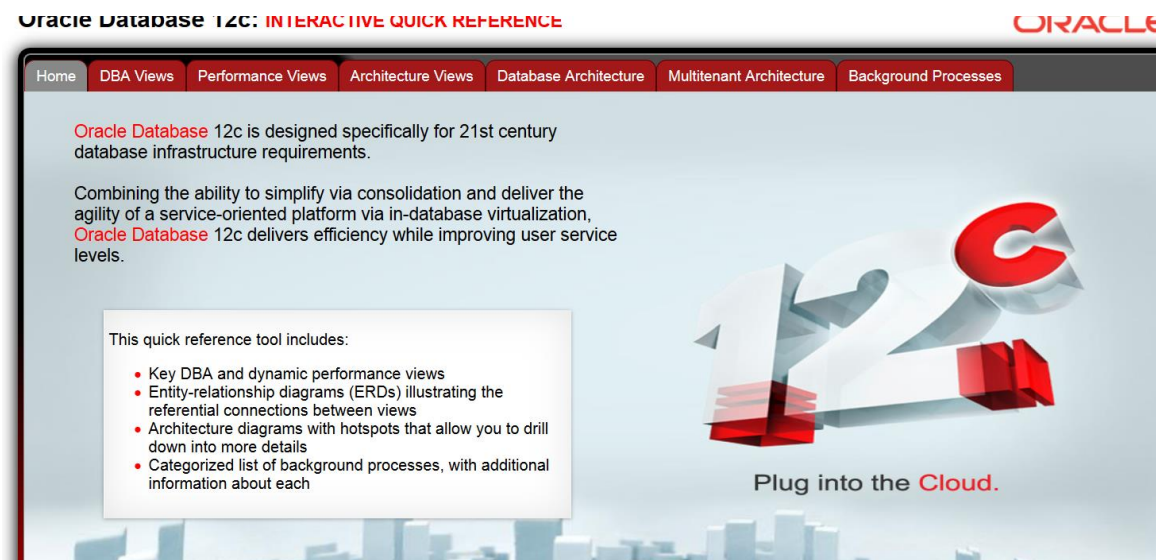 Oracle Database 12c: INTERACTIVE QUICK REFERENCE
ORACLE
Home DBA Views Performance Views Architecture Views Database Architecture Multitenant Architecture Background Processes
Oracle Database 12c is designed specifically for 21st century
database infrastructure requirements.
Combining the ability to simplify via consolidation and deliver the
agility of a service-oriented platform via in-database virtualization,
Oracle Database 12c delivers efficiency while improving user service
levels.
This quick reference tool includes:
• Key DBA and dynamic performance views
• Entity-relationship diagrams (ERDs) illustrating the
referential connections between views
• Architecture diagrams with hotspots that allow you to drill
down into more details
• Categorized list of background processes, with additional
information about each
12c
Plug into the Cloud.